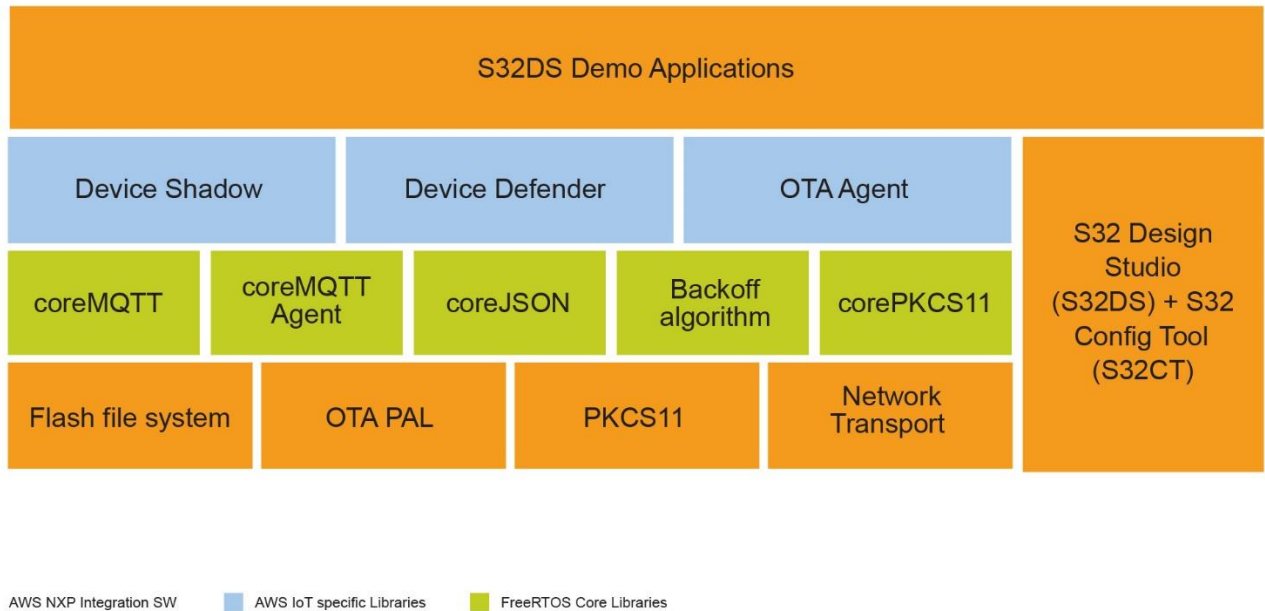 S32DS Demo Applications
Device Shadow
Device Defender
OTA Agent
S32 Design
Studio
(S32DS) + S32
Config Tool
(S32CT)
coreMQTT
coreMQTT
Agent
coreJSON
Backoff
algorithm
corePKCS11
Flash file system
OTA PAL
PKCS11
Network
Transport
AWS NXP Integration SW
AWS IoT specific Libraries
FreeRTOS Core Libraries